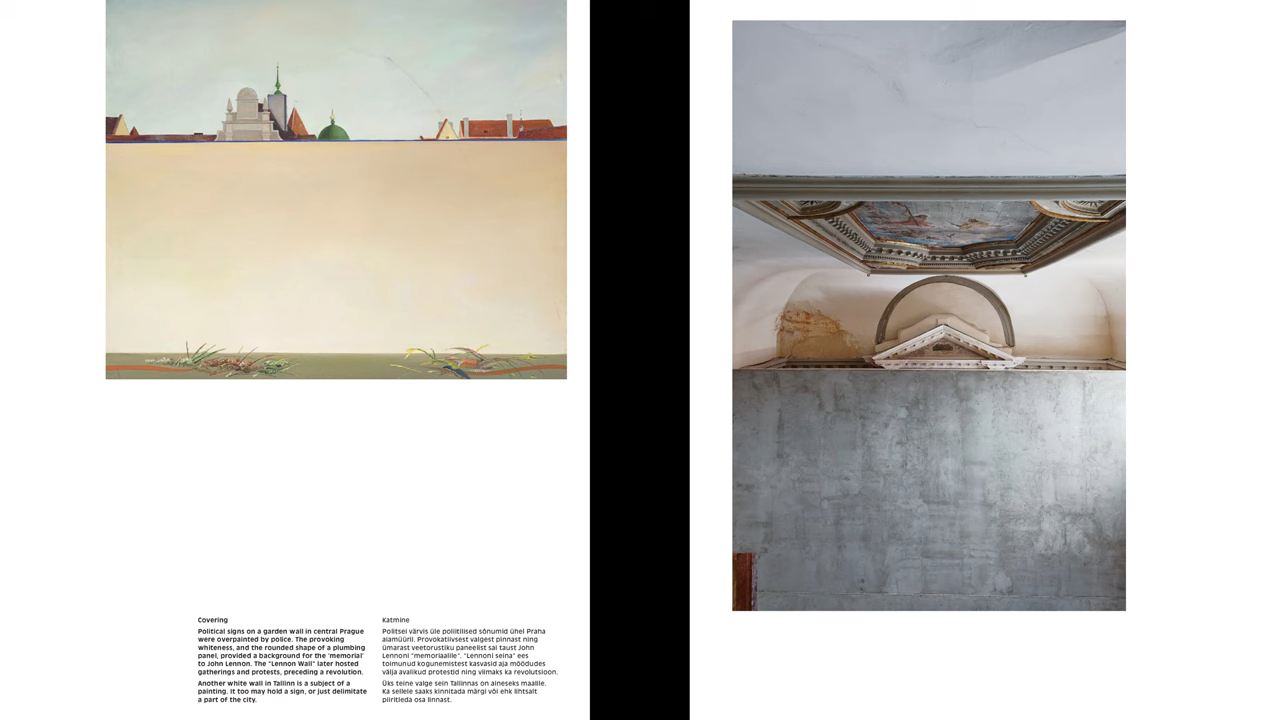 Covering
Political signs on a garden wall in central Prague
were overpainted by police. The provoking
whiteness, and the rounded shape of a plumbing
panel, provided a background for the 'memorial'
to John Lennon. The "Lennon Wall" later hosted
gatherings and protests, preceding a revolution.
Another white wall in Tallinn is a subject of a
painting. It too may hold a sign, or just delimitate
a part of the city.
Katmine
Politsei värvis üle poliitilised sõnumid ühel Praha
aiamüüril. Provokatiivsest valgest pinnast ning
ümarast veetorustiku paneelist sai taust John
Lennoni "memoriaalile". "Lennoni seina" ees
toimunud kogunemistest kasvasid aja möödudes
välja avalikud protestid ning viimaks ka revolutsioon.
Üks teine valge sein Tallinnas on aineseks maalile.
Ka sellele saaks kinnitada märgi või ehk lihtsalt
piiritleda osa linnast.